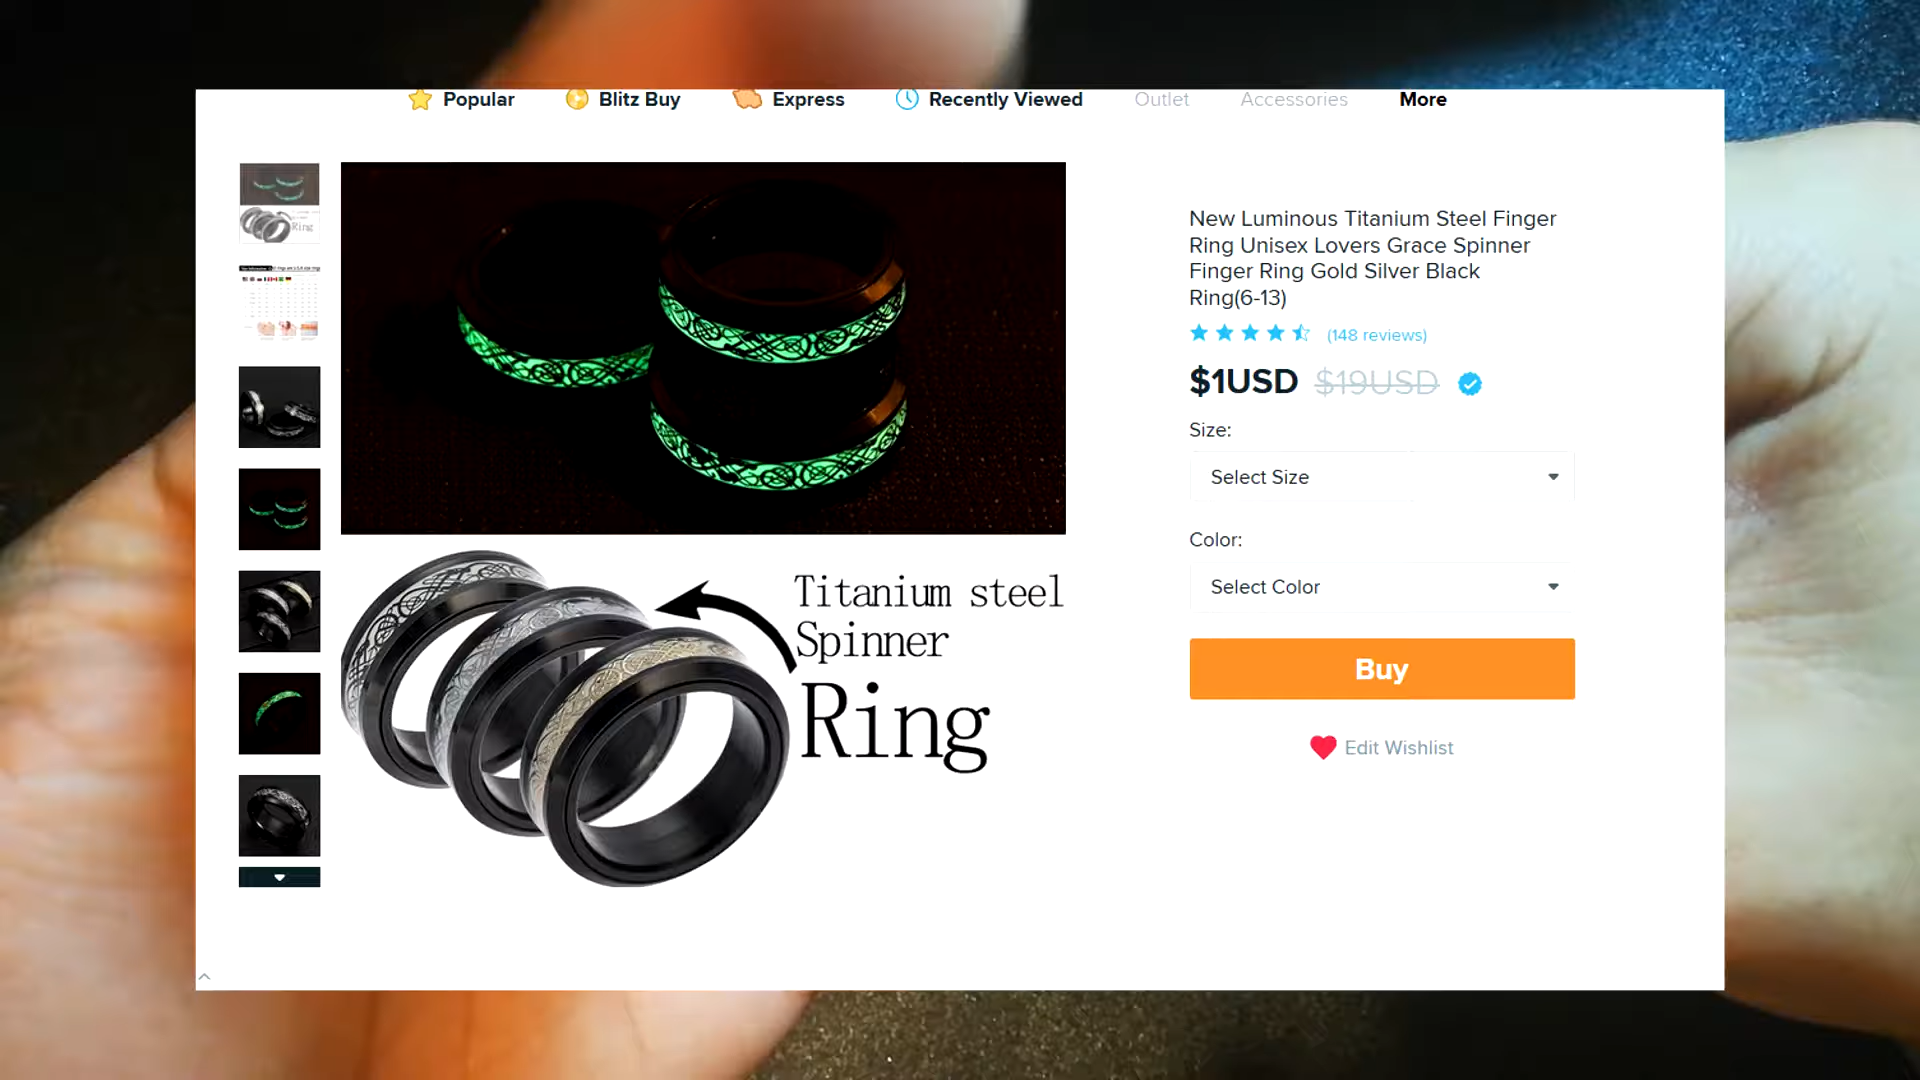 Popular Blitz Buy Express Recently Viewed Outlet Accessories More
New Luminous Titanium Steel Finger
Ring Unisex Lovers Grace Spinner
Finger Ring Gold Silver Black
Ring(6-13)
(148 reviews)
$1USD $19USD
Size:
Select Size
Color:
Select Color
Buy
Edit Wishlist
Titanium steel
Spinner
Ring
Ring